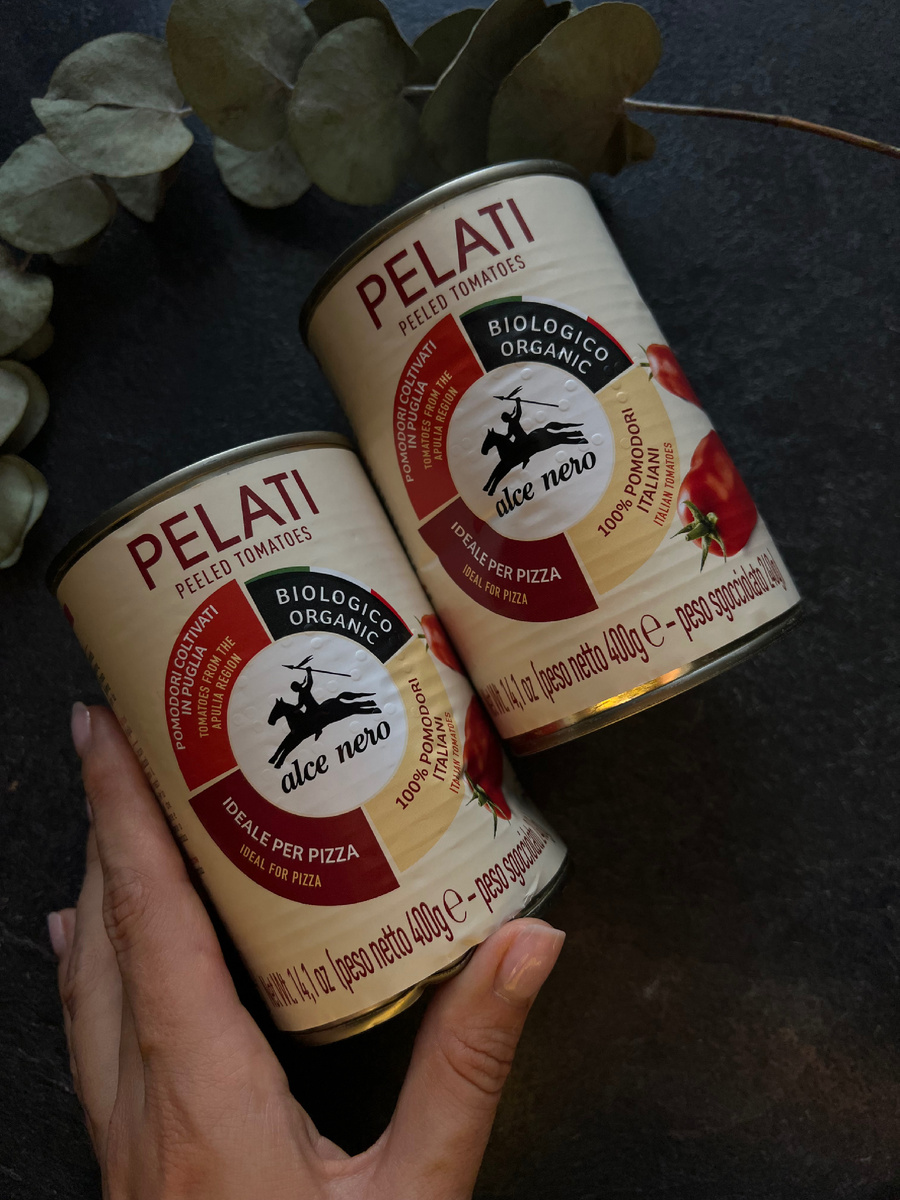 PELATI
PEELED TOMATOES
BIOLOGICO
ORGANIC
POMODORI COLTIVATI
IN PUGLIA
TOMATOES FROM THE
APULIA REGION
alce nero
100% POMODORI
ITALIANI
ITALIAN TOMATOES
IDEALE PER PIZZA
IDEAL FOR PIZZA
Wt. 14,1 oz (peso netto 400g℮ – peso sgocciolato 240g
PELATI
PEELED TOMATOES
BIOLOGICO
ORGANIC
POMODORI COLTIVATI
IN PUGLIA
TOMATOES FROM THE
APULIA REGION
alce nero
100% POMODORI
ITALIANI
ITALIAN TOMATOES
IDEALE PER PIZZA
IDEAL FOR PIZZA
Net Wt. 14,1 oz (peso netto 400g℮ – peso sgocciolato